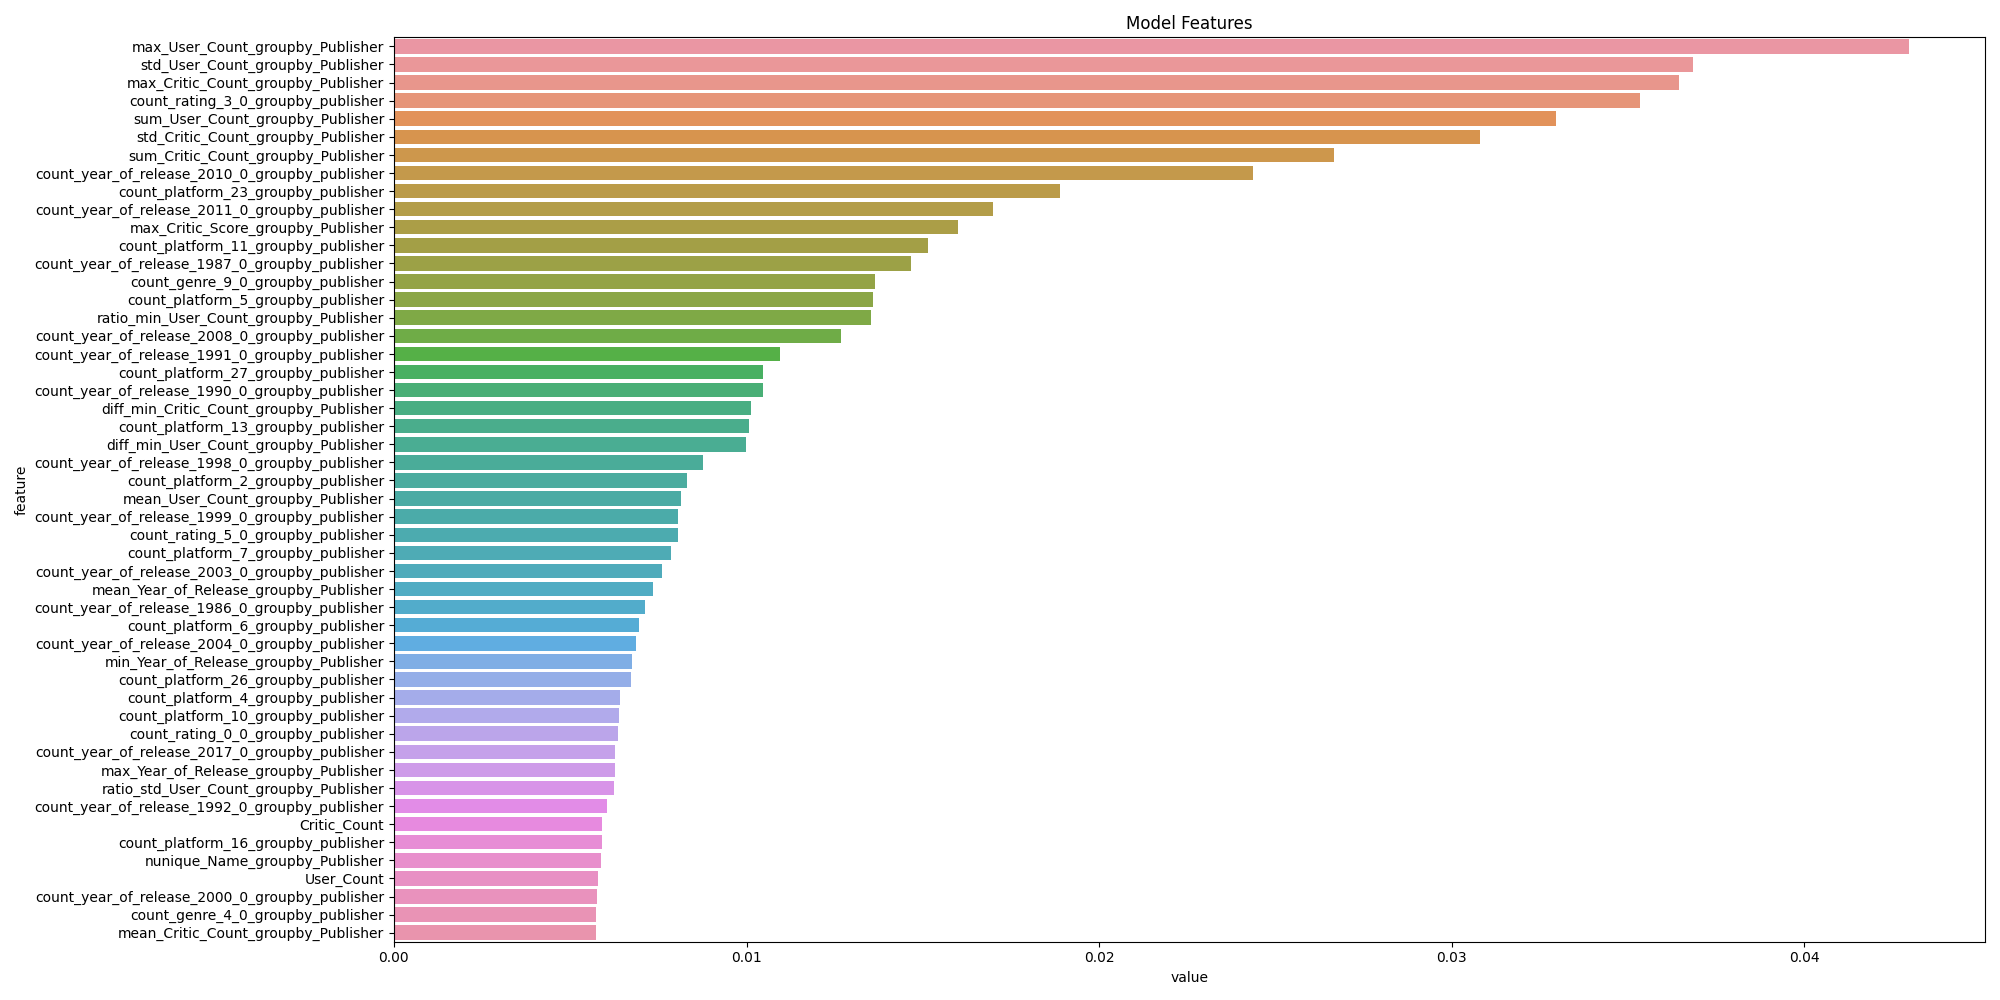 Model Features
max_User_Count_groupby_Publisher
std_User_Count_groupby_Publisher
max_Critic_Count_groupby_Publisher
count_rating_3_0_groupby_publisher
sum_User_Count_groupby_Publisher
std_Critic_Count_groupby_Publisher
sum_Critic_Count_groupby_Publisher
count_year_of_release_2010_0_groupby_publisher
count_platform_23_groupby_publisher
count_year_of_release_2011_0_groupby_publisher
max_Critic_Score_groupby_Publisher
count_platform_11_groupby_publisher
count_year_of_release_1987_0_groupby_publisher
count_genre_9_0_groupby_publisher
count_platform_5_groupby_publisher
ratio_min_User_Count_groupby_Publisher
count_year_of_release_2008_0_groupby_publisher
count_year_of_release_1991_0_groupby_publisher
count_platform_27_groupby_publisher
count_year_of_release_1990_0_groupby_publisher
diff_min_Critic_Count_groupby_Publisher
count_platform_13_groupby_publisher
diff_min_User_Count_groupby_Publisher
count_year_of_release_1998_0_groupby_publisher
count_platform_2_groupby_publisher
mean_User_Count_groupby_Publisher
count_year_of_release_1999_0_groupby_publisher
count_rating_5_0_groupby_publisher
count_platform_7_groupby_publisher
count_year_of_release_2003_0_groupby_publisher
mean_Year_of_Release_groupby_Publisher
count_year_of_release_1986_0_groupby_publisher
count_platform_6_groupby_publisher
count_year_of_release_2004_0_groupby_publisher
min_Year_of_Release_groupby_Publisher
count_platform_26_groupby_publisher
count_platform_4_groupby_publisher
count_platform_10_groupby_publisher
count_rating_0_0_groupby_publisher
count_year_of_release_2017_0_groupby_publisher
max_Year_of_Release_groupby_Publisher
ratio_std_User_Count_groupby_Publisher
count_year_of_release_1992_0_groupby_publisher
Critic_Count
count_platform_16_groupby_publisher
nunique_Name_groupby_Publisher
User_Count
count_year_of_release_2000_0_groupby_publisher
count_genre_4_0_groupby_publisher
mean_Critic_Count_groupby_Publisher
feature
0.00 0.01 0.02 0.03 0.04
value